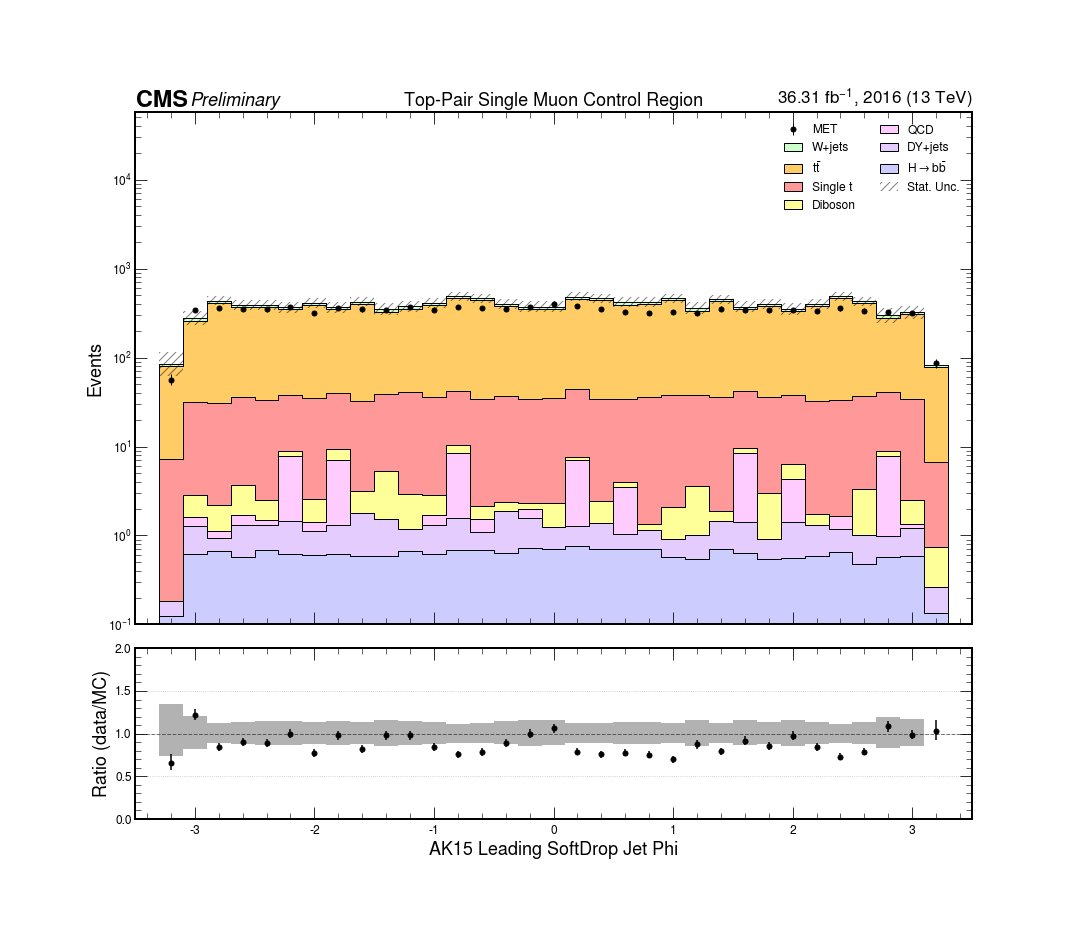 CMS Preliminary Top-Pair Single Muon Control Region 36.31 fb⁻¹, 2016 (13 TeV)
MET QCD
W+jets DY+jets
tt̄ H→bb̄
Single t Stat. Unc.
Diboson
Events
10⁴
10³
10²
10¹
10⁰
10⁻¹
Ratio (data/MC)
2.0
1.5
1.0
0.5
0.0
-3 -2 -1 0 1 2 3
AK15 Leading SoftDrop Jet Phi